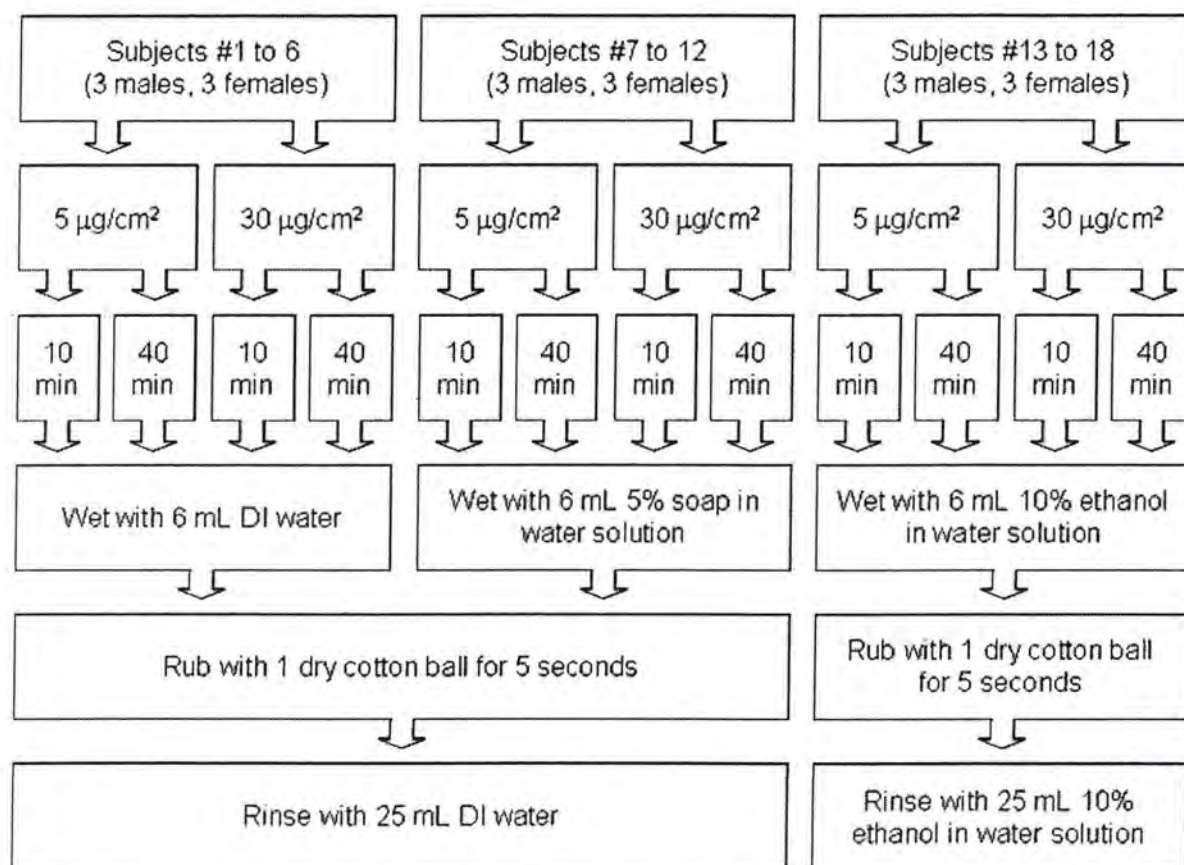 Subjects #1 to 6
(3 males, 3 females)
Subjects #7 to 12
(3 males, 3 females)
Subjects #13 to 18
(3 males, 3 females)
5 µg/cm²
30 µg/cm²
5 µg/cm²
30 µg/cm²
5 µg/cm²
30 µg/cm²
10
min
40
min
10
min
40
min
10
min
40
min
10
min
40
min
10
min
40
min
10
min
40
min
Wet with 6 mL DI water
Wet with 6 mL 5% soap in
water solution
Wet with 6 mL 10% ethanol
in water solution
Rub with 1 dry cotton ball for 5 seconds
Rub with 1 dry cotton ball
for 5 seconds
Rinse with 25 mL DI water
Rinse with 25 mL 10%
ethanol in water solution